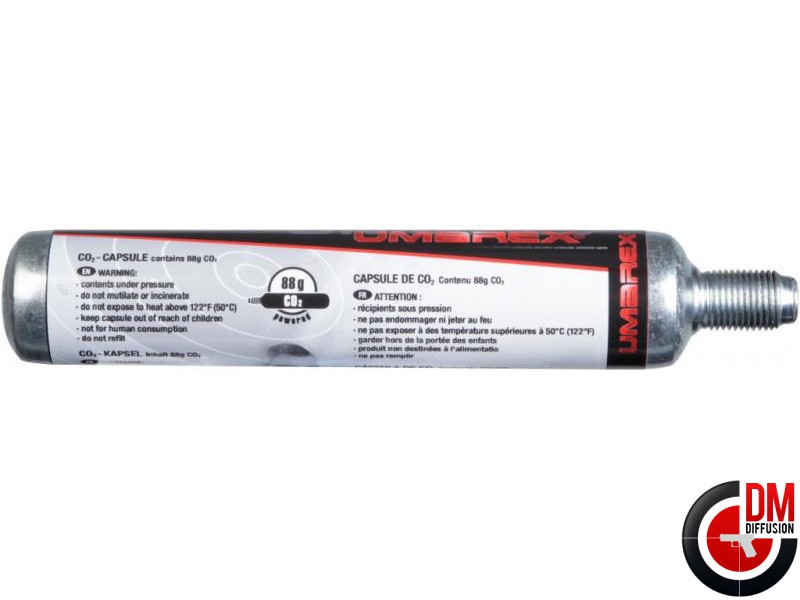 UMAREX
UMAREX
CO₂ - CAPSULE contains 88g CO₂
EN WARNING:
- contents under pressure
- do not mutilate or incinerate
- do not expose to heat above 122°F (50°C)
- keep capsule out of reach of children
- not for human consumption
- do not refill
CO₂ - KAPSEL Inhalt 88g CO₂
88 g
CO₂
powered
CAPSULE DE CO₂ Contenu 88g CO₂
FR ATTENTION :
- récipients sous pression
- ne pas endommager ni jeter au feu
- ne pas exposer à des température supérieures à 50°C (122°F)
- garder hors de la portée des enfants
- produit non destinées à l'alimentatio
- ne pas remplir
DM
DIFFUSION